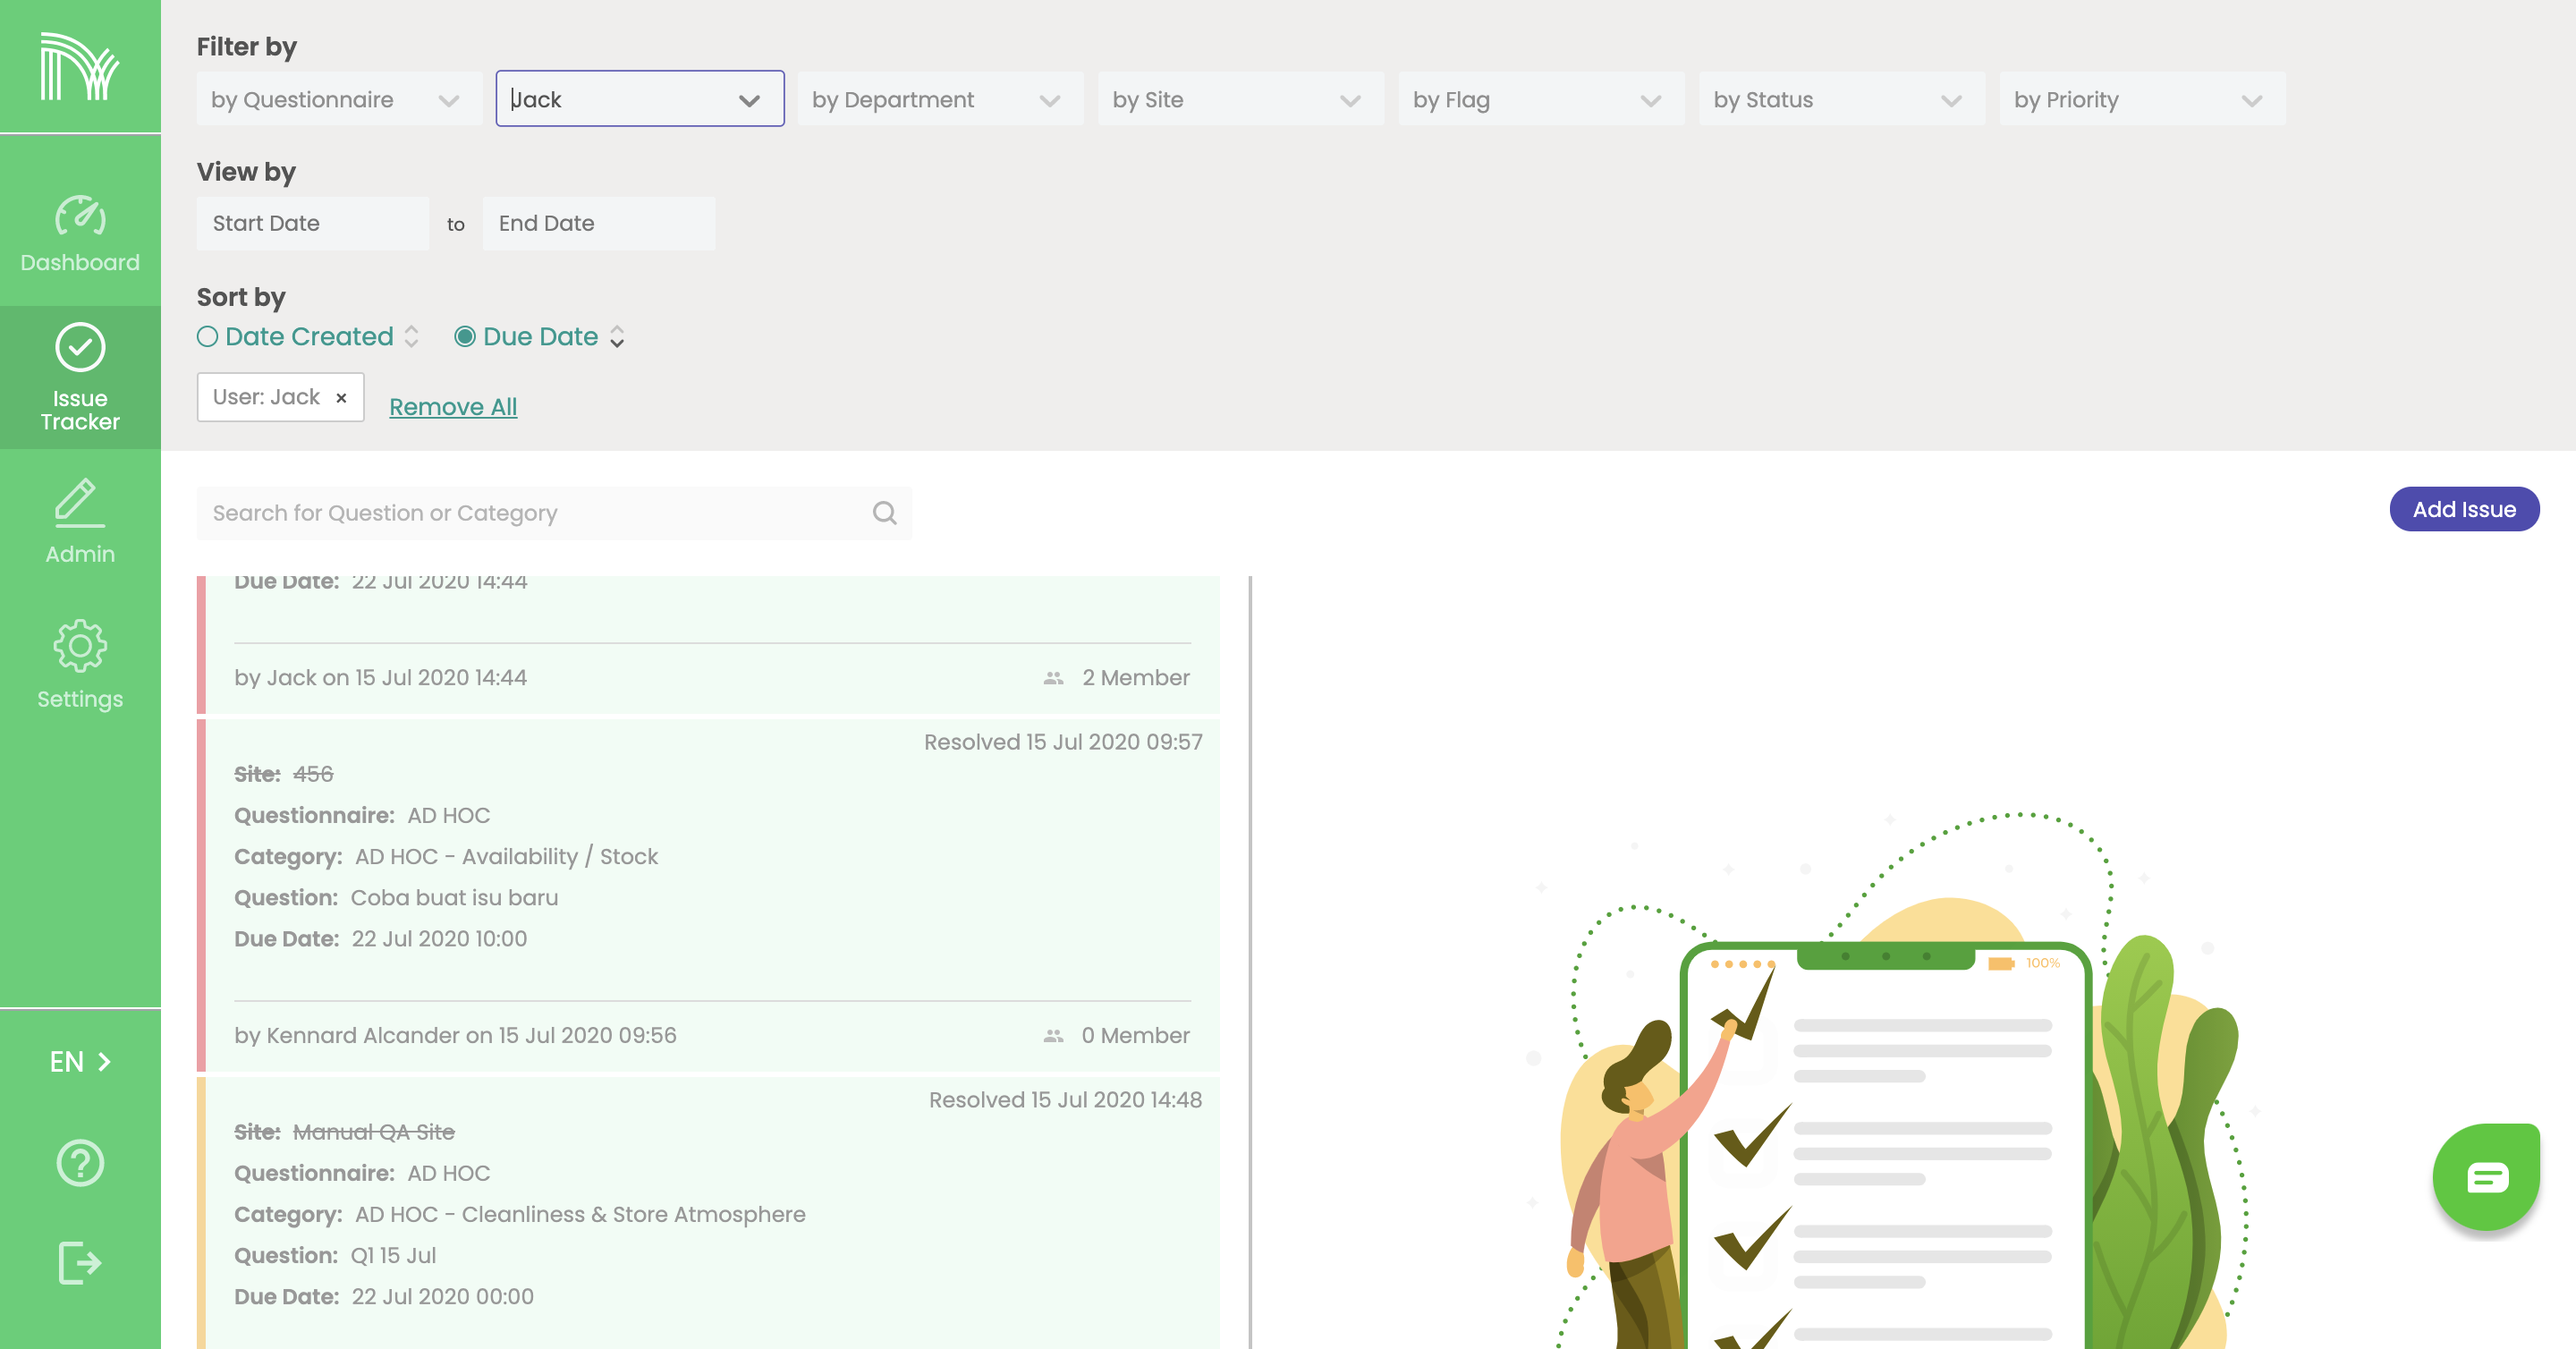 Filter by
by Questionnaire
Jack
by Department
by Site
by Flag
by Status
by Priority
View by
Start Date to End Date
Sort by
Date Created
Due Date
User: Jack ×
Remove All
Dashboard
Issue
Tracker
Admin
Settings
EN
Search for Question or Category
Add Issue
Due Date: 22 Jul 2020 14:44
by Jack on 15 Jul 2020 14:44
2 Member
Resolved 15 Jul 2020 09:57
Site: 456
Questionnaire: AD HOC
Category: AD HOC - Availability / Stock
Question: Coba buat isu baru
Due Date: 22 Jul 2020 10:00
by Kennard Alcander on 15 Jul 2020 09:56
0 Member
Resolved 15 Jul 2020 14:48
Site: Manual QA Site
Questionnaire: AD HOC
Category: AD HOC - Cleanliness & Store Atmosphere
Question: Q1 15 Jul
Due Date: 22 Jul 2020 00:00
100%